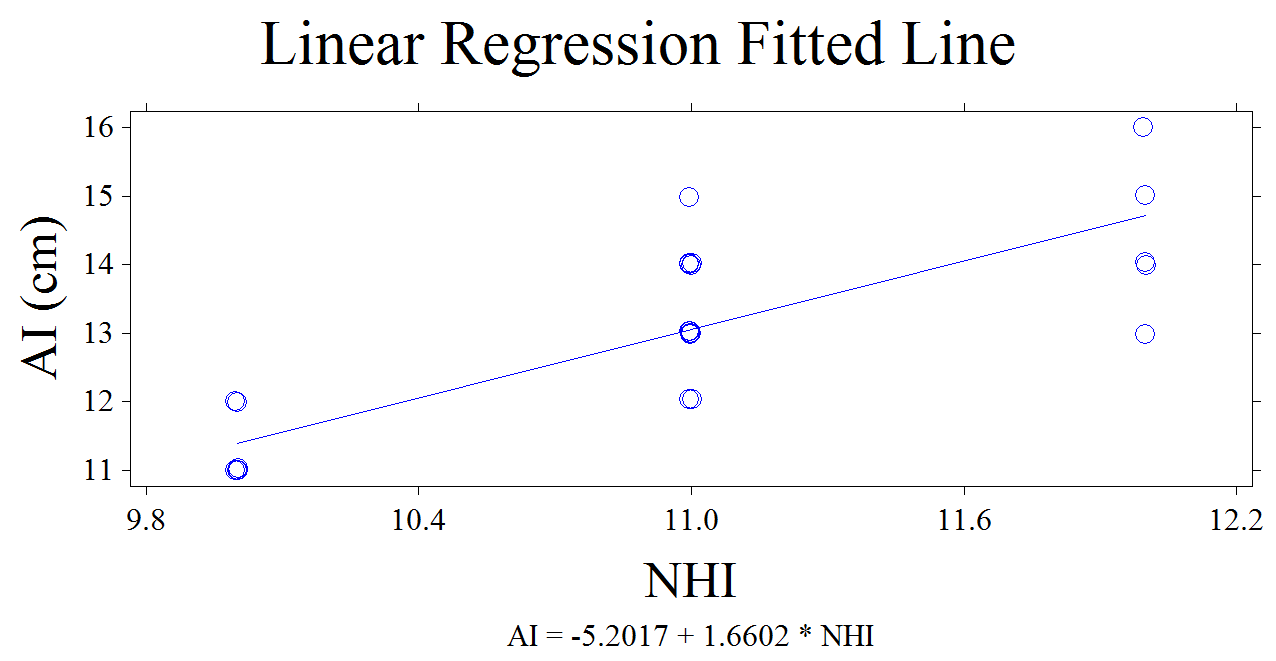 Linear Regression Fitted Line
16
15
14
13
12
11
AI (cm)
9.8 10.4 11.0 11.6 12.2
NHI
AI = -5.2017 + 1.6602 * NHI